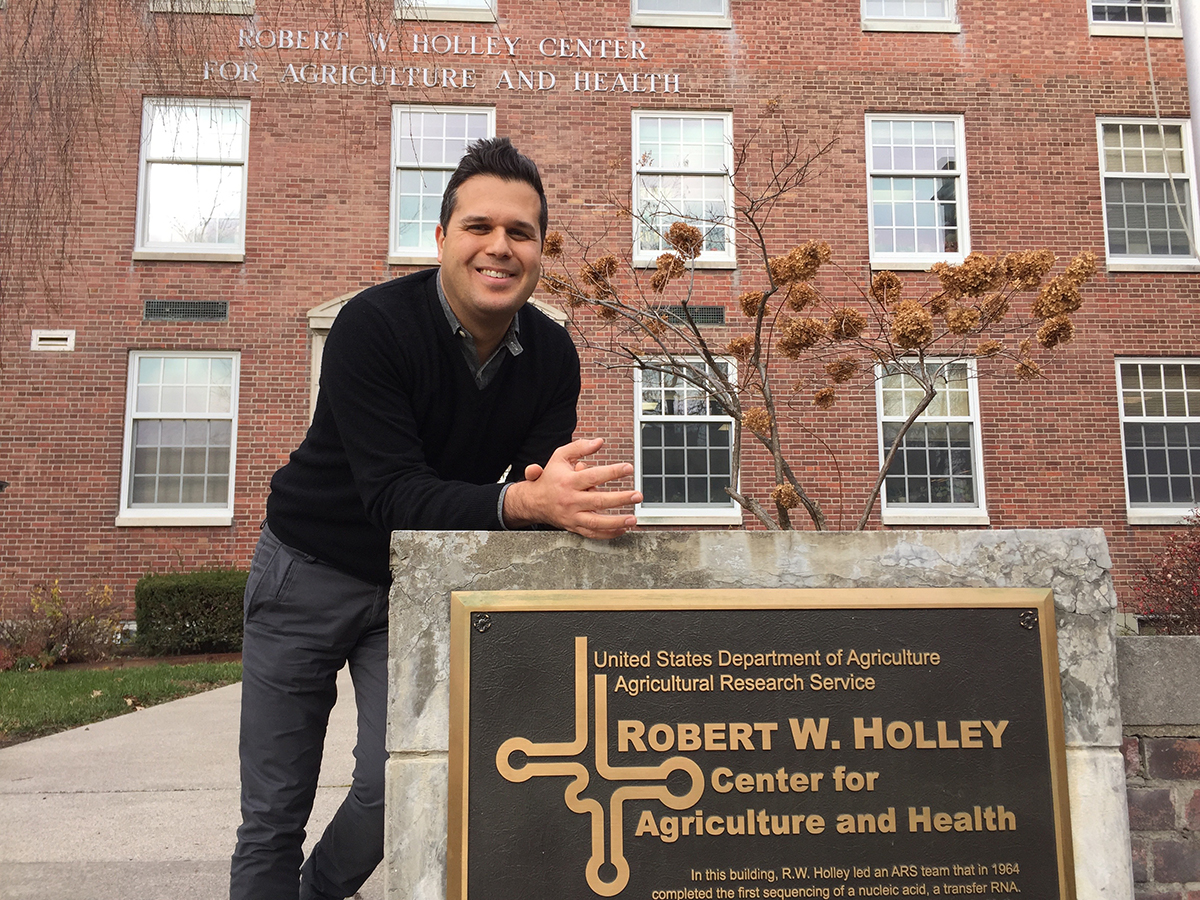 ROBERT W. HOLLEY CENTER
FOR AGRICULTURE AND HEALTH
United States Department of Agriculture
Agricultural Research Service
ROBERT W. HOLLEY
Center for
Agriculture and Health
In this building, R.W. Holley led an ARS team that in 1964
completed the first sequencing of a nucleic acid, a transfer RNA.